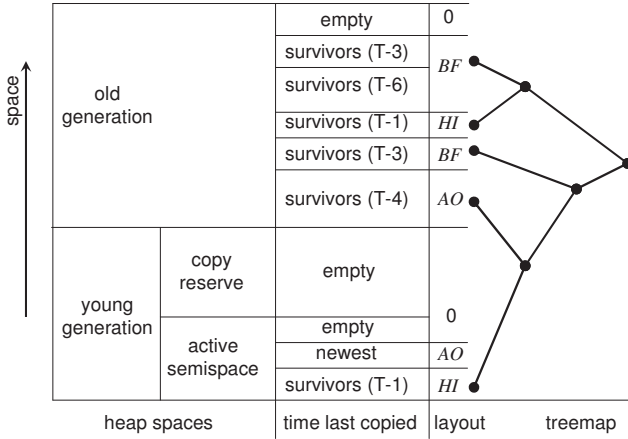 empty 0
survivors (T-3)
BF
survivors (T-6)
old
generation
survivors (T-1) HI
survivors (T-3) BF
survivors (T-4) AO
space
copy
reserve
empty
0
young
generation
empty
active
semispace
newest AO
survivors (T-1) HI
heap spaces time last copied layout treemap